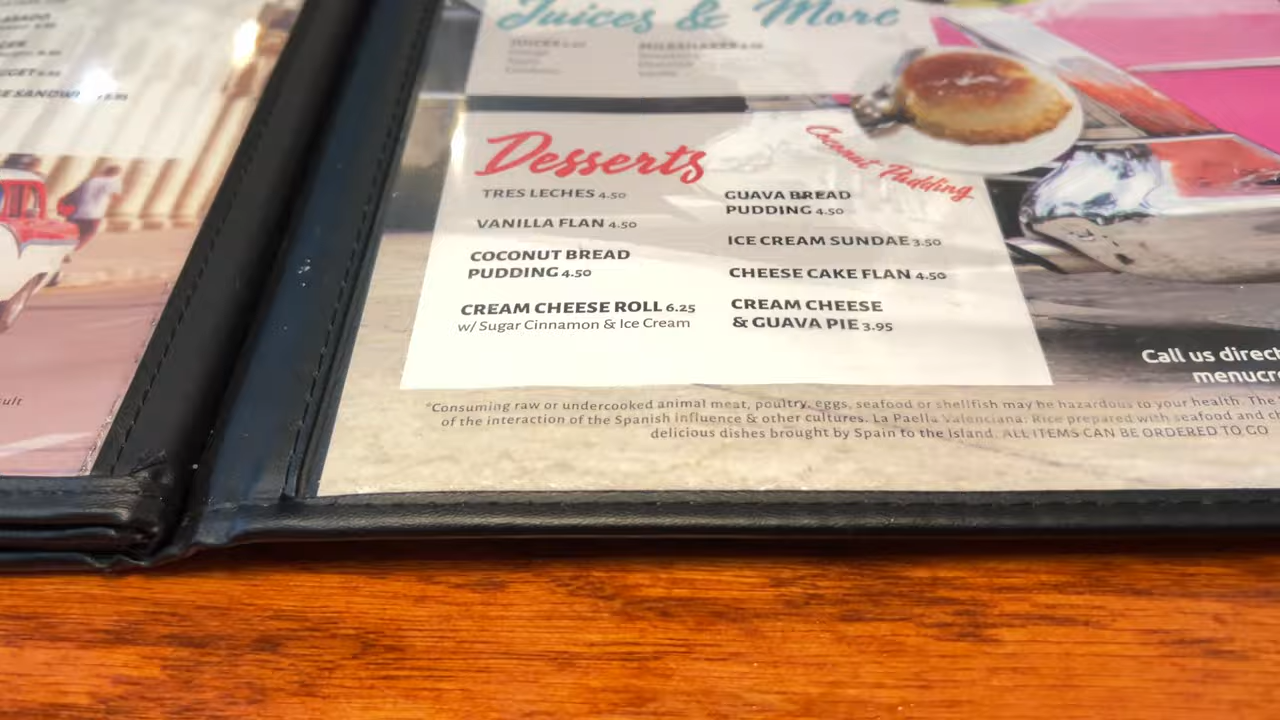 Juices & More
Desserts
TRES LECHES 4.50
VANILLA FLAN 4.50
COCONUT BREAD
PUDDING 4.50
CREAM CHEESE ROLL 6.25
w/ Sugar Cinnamon & Ice Cream
GUAVA BREAD
PUDDING 4.50
ICE CREAM SUNDAE 3.50
CHEESE CAKE FLAN 4.50
CREAM CHEESE
& GUAVA PIE 3.95
Coconut Pudding
Call us direct
menucr
*Consuming raw or undercooked animal meat, poultry, eggs, seafood or shellfish may be hazardous to your health. The
of the interaction of the Spanish influence & other cultures. La Paella Valenciana: Rice prepared with seafood and
delicious dishes brought by Spain to the Island. ALL ITEMS CAN BE ORDERED TO GO